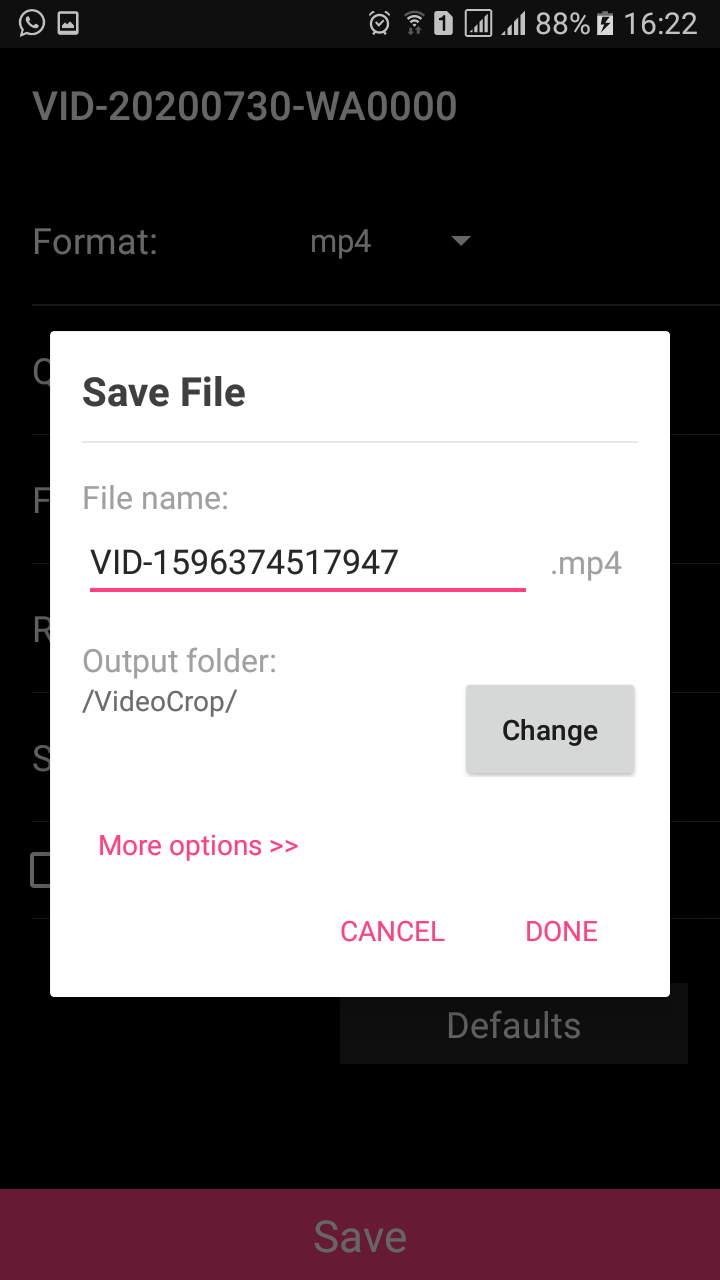 1 88% 16:22
VID-20200730-WA0000
Format: mp4
Q
F
R
S
Save File
File name:
VID-1596374517947 .mp4
Output folder:
/VideoCrop/
Change
More options >>
CANCEL DONE
Defaults
Save